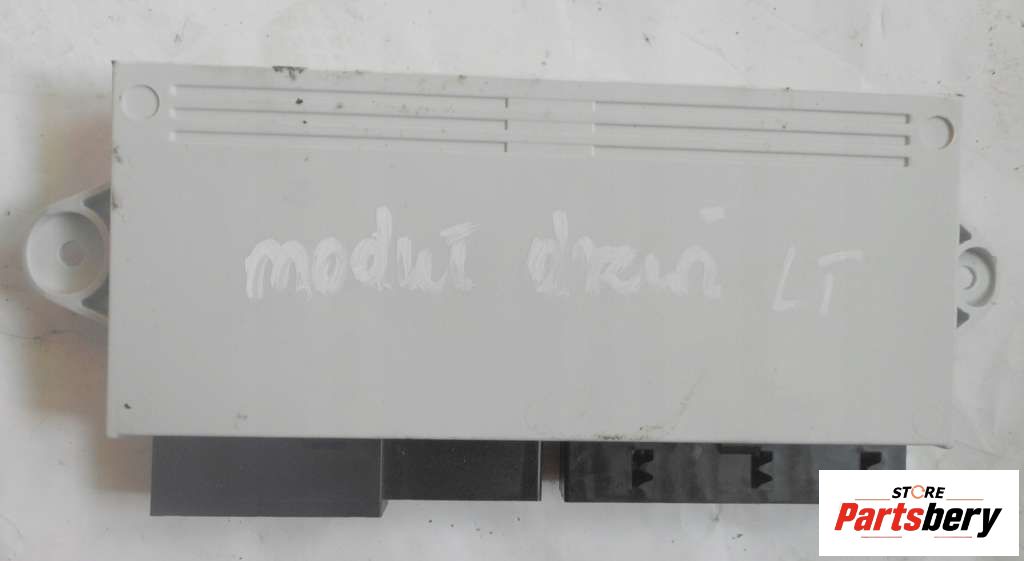 moduł drzwi LT
STORE
Partsbery